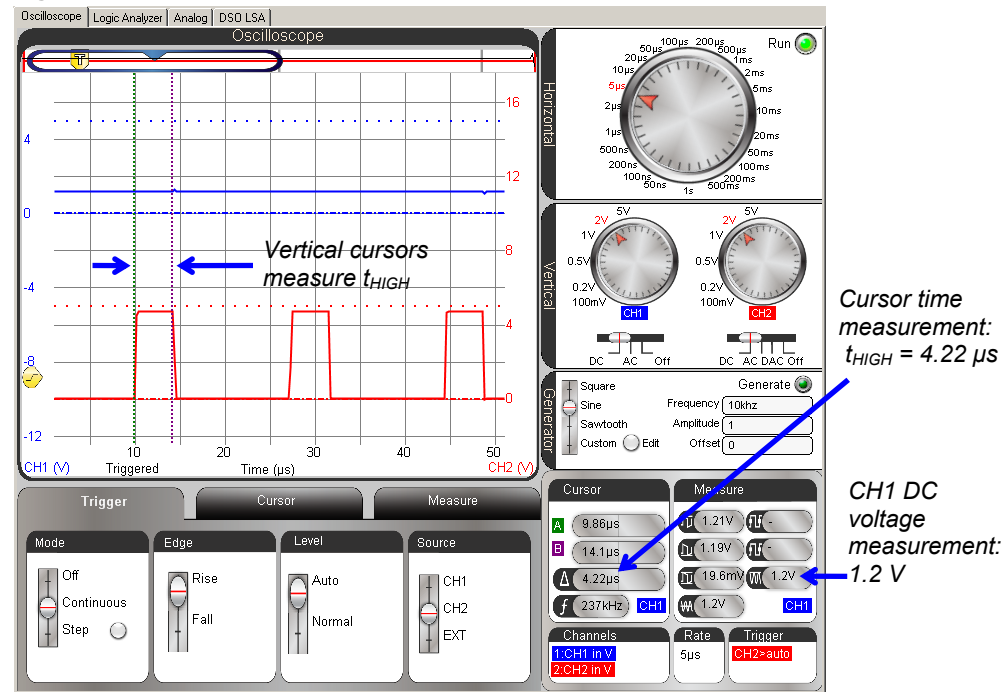 Oscilloscope Logic Analyzer Analog DSO LSA
Oscilloscope
T
16
4
12
0
8
-4
4
-8
0
-12
10 20 30 40 50
CH1 (V) Triggered Time (µs) CH2 (V)
Vertical cursors
measure tHIGH
Horizontal
Run
100µs 200µs
50µs 500µs
20µs 1ms
10µs 2ms
5µs 5ms
2µs 10ms
1µs 20ms
500ns 50ms
200ns 100ms
100ns 200ms
50ns 1s 500ms
Vertical
5V 5V
2V 2V
1V 1V
0.5V 0.5V
0.2V 0.2V
100mV 100mV
CH1 CH2
DC AC Off DC AC DAC Off
Generator
Square Generate
Sine Frequency 10khz
Sawtooth Amplitude 1
Custom Edit Offset 0
Cursor time
measurement:
tHIGH = 4.22 µs
CH1 DC
voltage
measurement:
1.2 V
Trigger Cursor Measure
Mode
Off
Continuous
Step
Edge
Rise
Fall
Level
Auto
Normal
Source
CH1
CH2
EXT
Cursor
A 9.86µs
B 14.1µs
Δ 4.22µs
f 237kHz CH1
Measure
1.21V -
1.19V -
19.6mV 1.2V
1.2V CH1
Channels
1:CH1 in V
2:CH2 in V
Rate
5µs
Trigger
CH2>auto